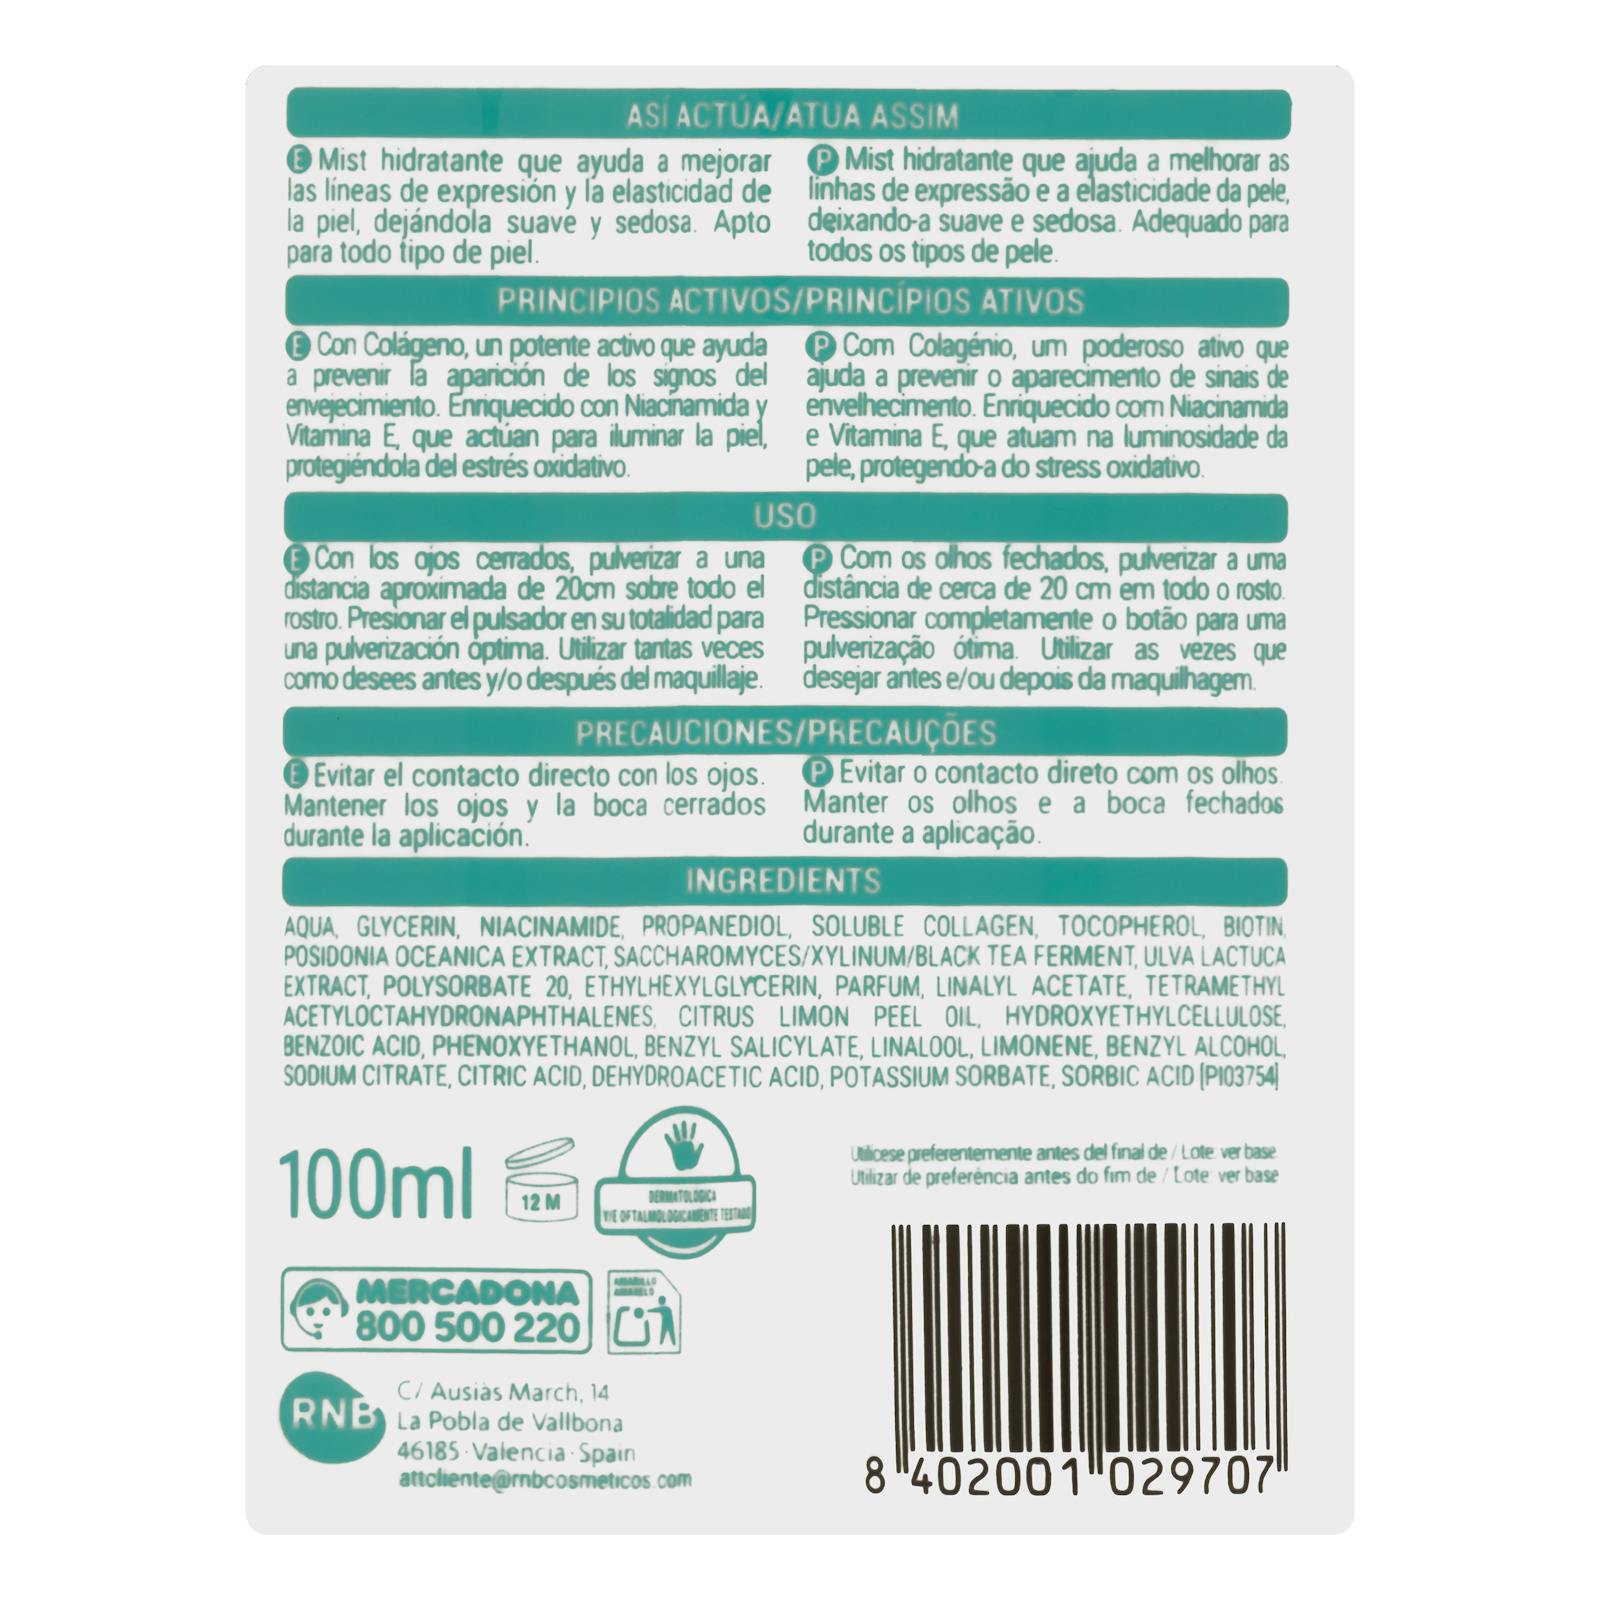 ASÍ ACTÚA/ATUA ASSIM
E Mist hidratante que ayuda a mejorar
las líneas de expresión y la elasticidad de
la piel, dejándola suave y sedosa. Apto
para todo tipo de piel.
P Mist hidratante que ajuda a melhorar as
linhas de expressão e a elasticidade da pele,
deixando-a suave e sedosa. Adequado para
todos os tipos de pele.
PRINCIPIOS ACTIVOS/PRINCÍPIOS ATIVOS
E Con Colágeno, un potente activo que ayuda
a prevenir la aparición de los signos del
envejecimiento. Enriquecido con Niacinamida y
Vitamina E, que actúan para iluminar la piel,
protegiéndola del estrés oxidativo.
P Com Colagénio, um poderoso ativo que
ajuda a prevenir o aparecimento de sinais de
envelhecimento. Enriquecido com Niacinamida
e Vitamina E, que atuam na luminosidade da
pele, protegendo-a do stress oxidativo.
USO
E Con los ojos cerrados, pulverizar a una
distancia aproximada de 20cm sobre todo el
rostro. Presionar el pulsador en su totalidad para
una pulverización óptima. Utilizar tantas veces
como desees antes y/o después del maquillaje.
P Com os olhos fechados, pulverizar a uma
distância de cerca de 20 cm em todo o rosto.
Pressionar completamente o botão para uma
pulverização ótima. Utilizar as vezes que
desejar antes e/ou depois da maquilhagem.
PRECAUCIONES/PRECAUÇÕES
E Evitar el contacto directo con los ojos.
Mantener los ojos y la boca cerrados
durante la aplicación.
P Evitar o contacto direto com os olhos.
Manter os olhos e a boca fechados
durante a aplicação.
INGREDIENTS
AQUA, GLYCERIN, NIACINAMIDE, PROPANEDIOL, SOLUBLE COLLAGEN, TOCOPHEROL, BIOTIN,
POSIDONIA OCEANICA EXTRACT, SACCHAROMYCES/XYLINUM/BLACK TEA FERMENT, ULVA LACTUCA
EXTRACT, POLYSORBATE 20, ETHYLHEXYLGLYCERIN, PARFUM, LINALYL ACETATE, TETRAMETHYL
ACETYLOCTAHYDRONAPHTHALENES, CITRUS LIMON PEEL OIL, HYDROXYETHYLCELLULOSE,
BENZOIC ACID, PHENOXYETHANOL, BENZYL SALICYLATE, LINALOOL, LIMONENE, BENZYL ALCOHOL,
SODIUM CITRATE, CITRIC ACID, DEHYDROACETIC ACID, POTASSIUM SORBATE, SORBIC ACID [PI03754]
100ml
12 M
DERMATOLÓGICA
Y/E OFTALMOLÓGICAMENTE TESTADO
Utilícese preferentemente antes del final de / Lote: ver base
Utilizar de preferência antes do fim de / Lote: ver base
MERCADONA
800 500 220
AMARILLO
AMARELO
RNB
C/ Ausiàs March, 14
La Pobla de Vallbona
46185 · Valencia · Spain
attcliente@rnbcosmeticos.com
8 402001 029707